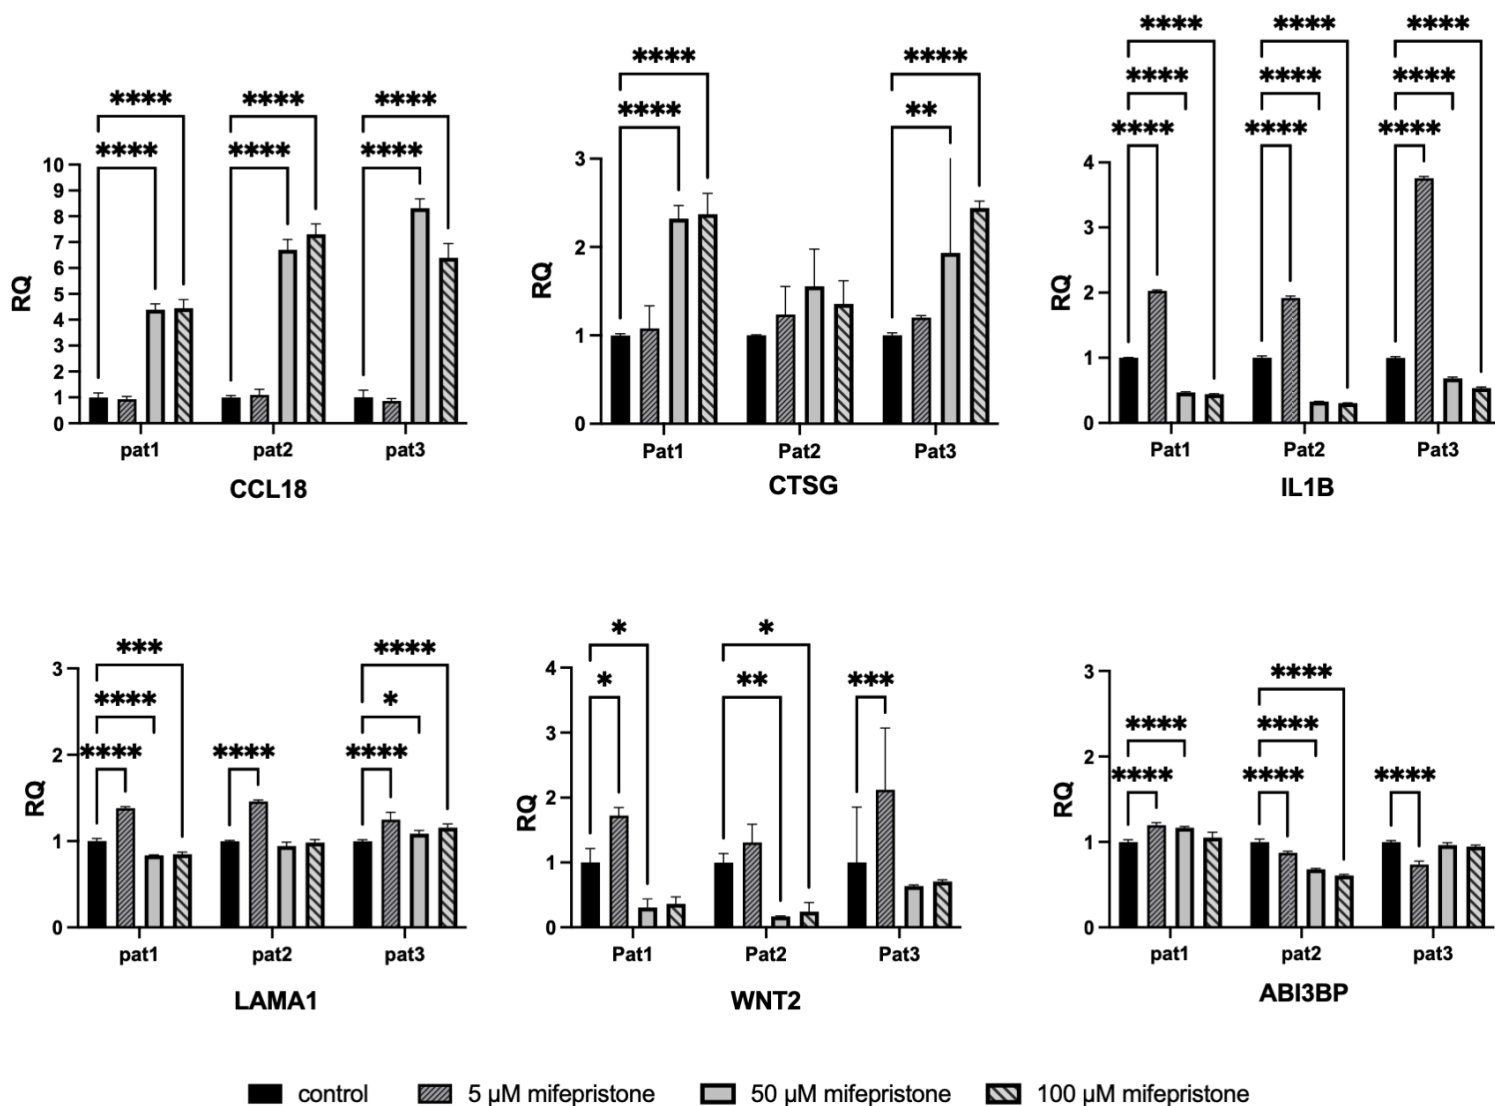 **** **** ****
**** **** ****
10
9
8
7
6
5
4
3
2
1
0
RQ
pat1 pat2 pat3
CCL18
**** ****
**** **
3
2
1
0
RQ
Pat1 Pat2 Pat3
CTSG
**** **** ****
**** **** ****
**** **** ****
4
3
2
1
0
RQ
Pat1 Pat2 Pat3
IL1B
*** ****
**** *
**** **** ****
3
2
1
0
RQ
pat1 pat2 pat3
LAMA1
* *
* ** ***
4
3
2
1
0
RQ
Pat1 Pat2 Pat3
WNT2
****
**** ****
**** **** ****
3
2
1
0
RQ
pat1 pat2 pat3
ABI3BP
control 5 µM mifepristone 50 µM mifepristone 100 µM mifepristone